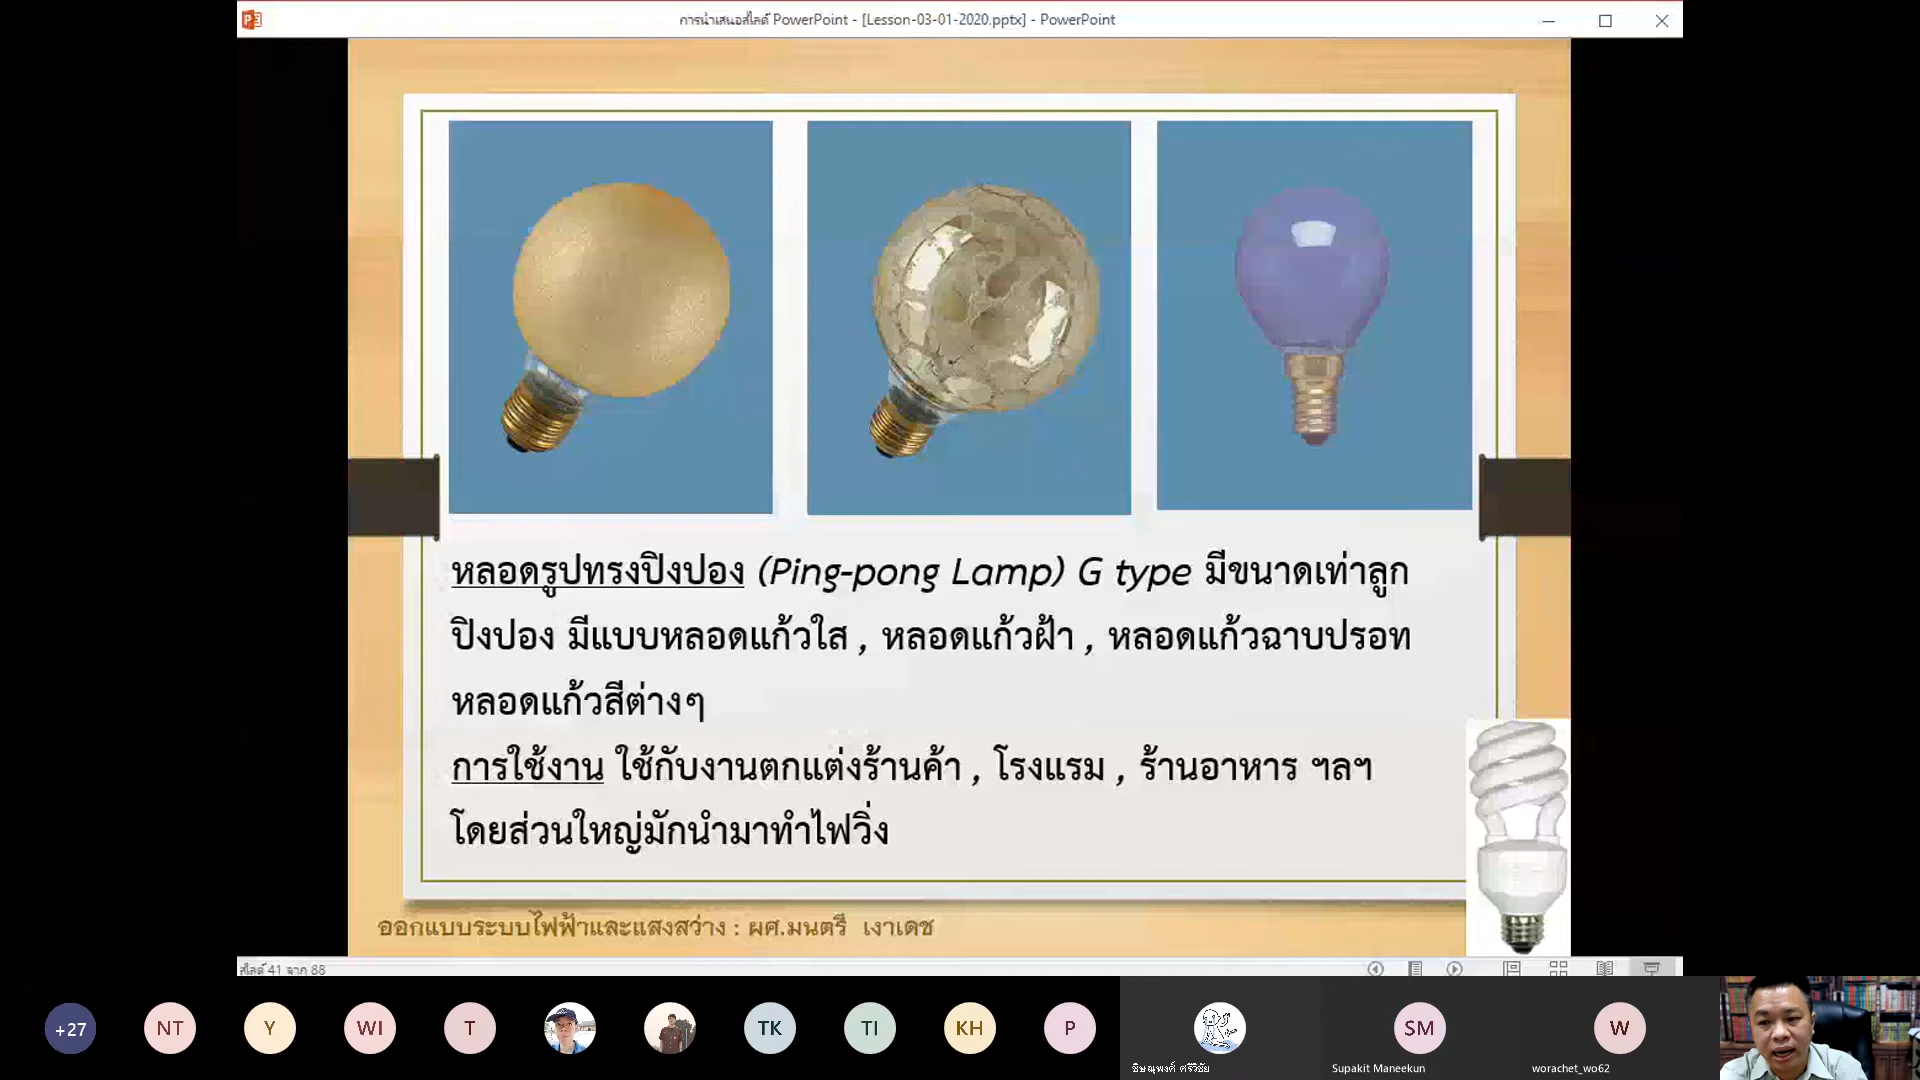 การนำเสนอสไลด์ PowerPoint - [Lesson-03-01-2020.pptx] - PowerPoint
หลอดรูปทรงปิงปอง (Ping-pong Lamp) G type มีขนาดเท่าลูก
ปิงปอง มีแบบหลอดแก้วใส , หลอดแก้วฝ้า , หลอดแก้วฉาบปรอท
หลอดแก้วสีต่างๆ
การใช้งาน ใช้กับงานตกแต่งร้านค้า , โรงแรม , ร้านอาหาร ฯลฯ
โดยส่วนใหญ่มักนำมาทำไฟวิ่ง
ออกแบบระบบไฟฟ้าและแสงสว่าง : ผศ.มนตรี เงาเดช
สไลด์ 41 จาก 88
+27 NT Y WI T TK TI KH P SM W
ชิษณุพงศ์ ศรีวิชัย Supakit Maneekun worachet_wo62